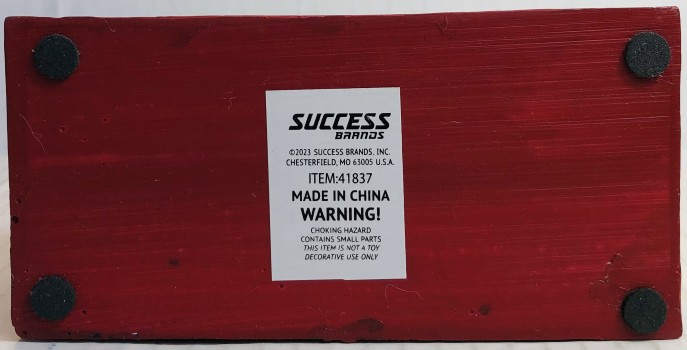 SUCCESS
BRANDS
©2023 SUCCESS BRANDS, INC.
CHESTERFIELD, MO 63005 U.S.A.
ITEM:41837
MADE IN CHINA
WARNING!
CHOKING HAZARD
CONTAINS SMALL PARTS
THIS ITEM IS NOT A TOY
DECORATIVE USE ONLY